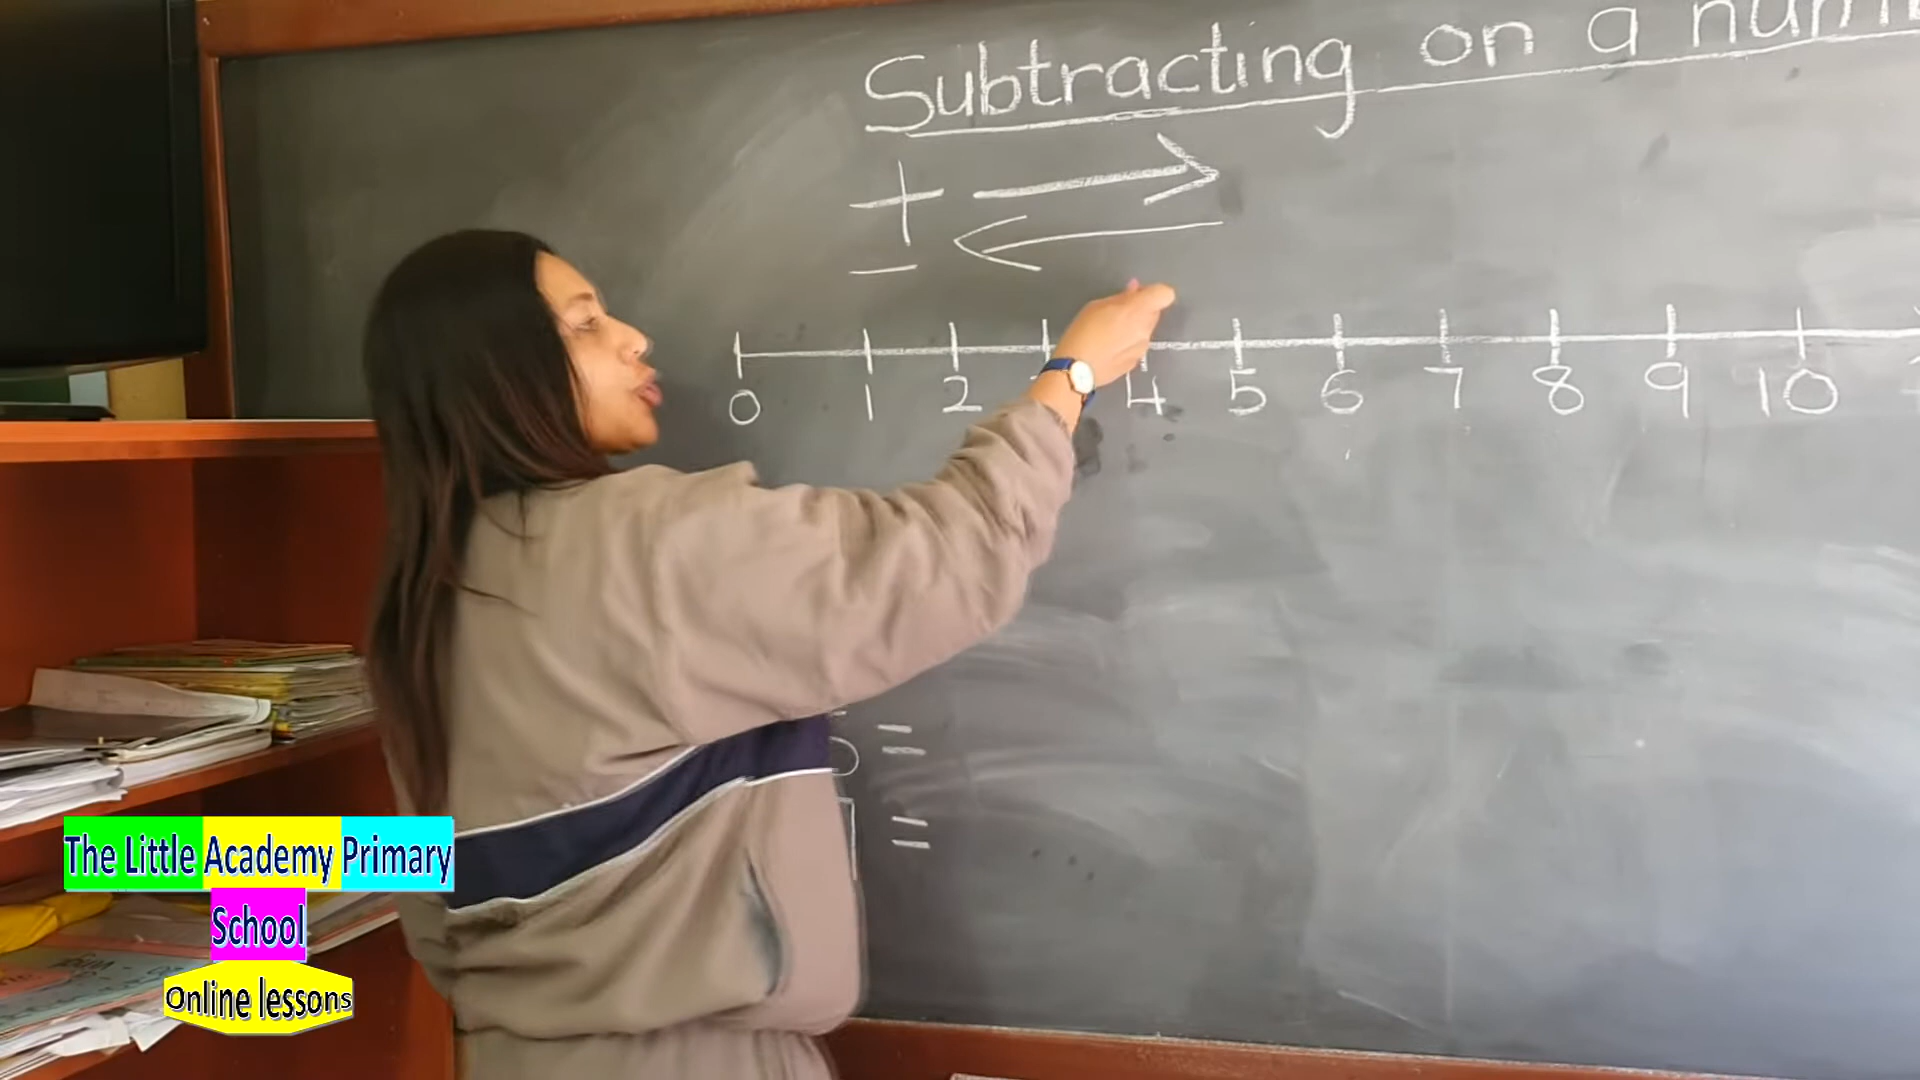 Subtracting on a num
+ →
- ←
0 1 2 4 5 6 7 8 9 10
=
=
The Little Academy Primary
School
Online lessons